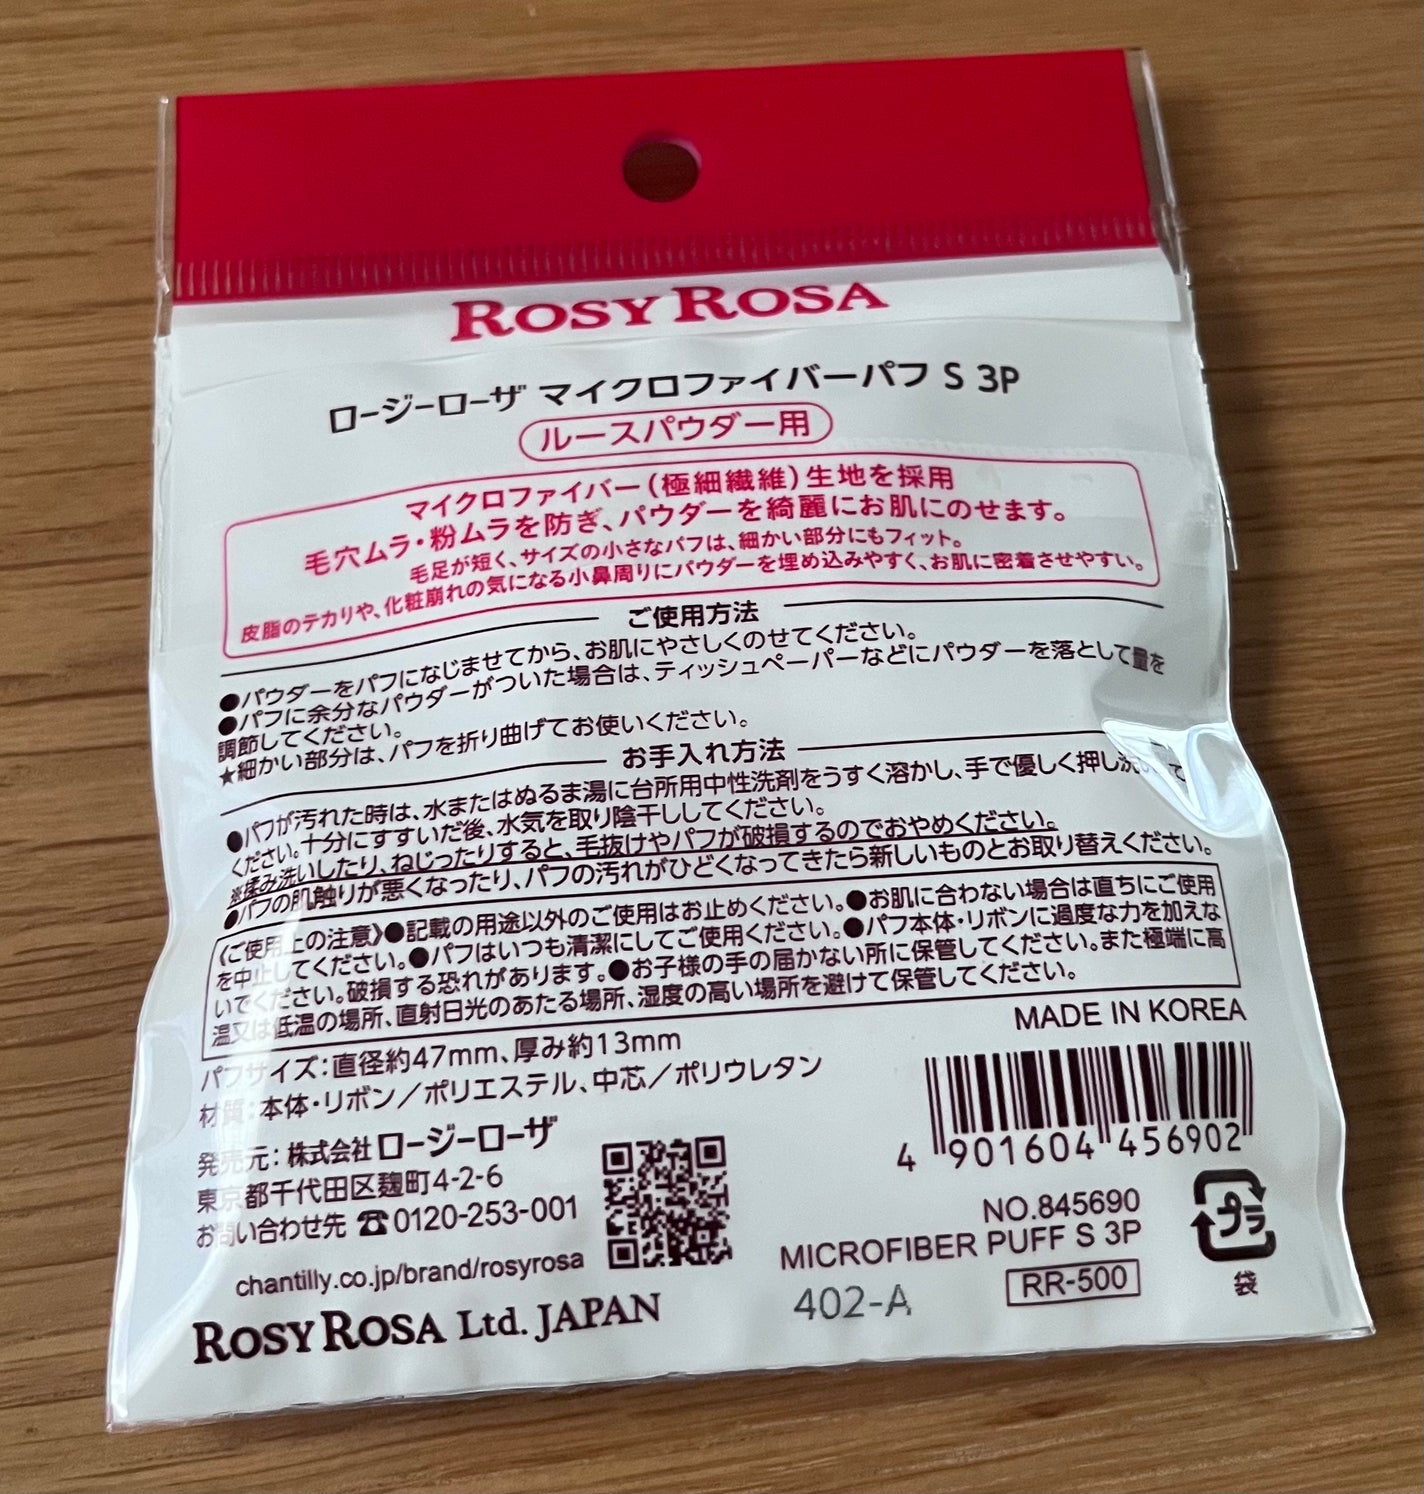 ROSY ROSA
ロージーローザ マイクロファイバーパフ S 3P
ルースパウダー用
マイクロファイバー(極細繊維)生地を採用
毛穴ムラ・粉ムラを防ぎ、パウダーを綺麗にお肌にのせます。
毛足が短く、サイズの小さなパフは、細かい部分にもフィット。
皮脂のテカリや、化粧崩れの気になる小鼻周りにパウダーを埋め込みやすく、お肌に密着させやすい。
ご使用方法
●パウダーをパフになじませてから、お肌にやさしくのせてください。
●パフに余分なパウダーがついた場合は、ティッシュペーパーなどにパウダーを落として量を
調節してください。
★細かい部分は、パフを折り曲げてお使いください。
お手入れ方法
●パフが汚れた時は、水またはぬるま湯に台所用中性洗剤をうすく溶かし、手で優しく押し洗いして
ください。十分にすすいだ後、水気を取り陰干ししてください。
※揉み洗いしたり、ねじったりすると、毛抜けやパフが破損するのでおやめください。
●パフの肌触りが悪くなったり、パフの汚れがひどくなってきたら新しいものとお取り替えください。
《ご使用上の注意》●記載の用途以外のご使用はお止めください。●お肌に合わない場合は直ちにご使用
を中止してください。●パフはいつも清潔にしてご使用ください。●パフ本体・リボンに過度な力を加えな
いでください。破損する恐れがあります。●お子様の手の届かない所に保管してください。また極端に高
温又は低温の場所、直射日光のあたる場所、湿度の高い場所を避けて保管してください。
MADE IN KOREA
パフサイズ:直径約47mm、厚み約13mm
材質:本体・リボン/ポリエステル、中芯/ポリウレタン
発売元:株式会社ロージーローザ
東京都千代田区麹町4-2-6
お問い合わせ先 ☎0120-253-001
chantilly.co.jp/brand/rosyrosa
ROSY ROSA Ltd. JAPAN
4 901604 456902
NO.845690
MICROFIBER PUFF S 3P
402-A
RR-500
プラ
袋